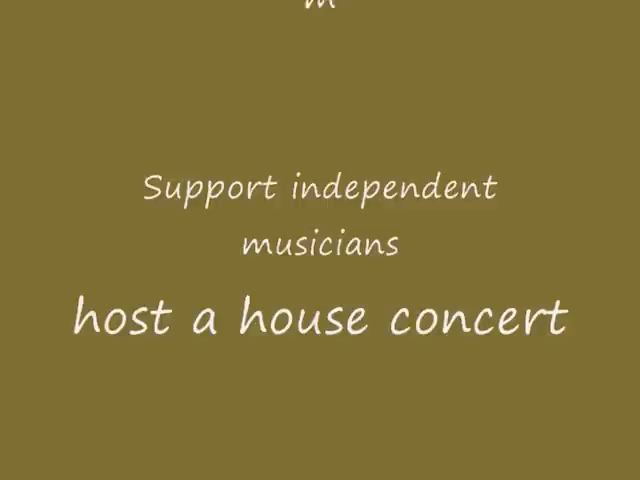 m
Support independent
musicians
host a house concert